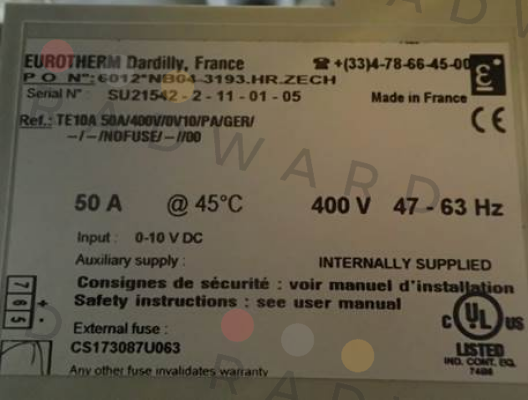 EUROTHERM Dardilly, France ☎ +(33)4-78-66-45-00 ε
P O N°: 6012*NB04-3193.HR.ZECH
Serial N° SU21542 - 2 - 11 - 01 - 05 Made in France
Ref.: TE10A 50A/400V/0V10/PA/GER/ CE
-/-/NOFUSE/-//00
50 A @ 45°C 400 V 47 - 63 Hz
Input : 0-10 V DC
Auxiliary supply : INTERNALLY SUPPLIED
Consignes de sécurité : voir manuel d'installation
Safety instructions : see user manual
7 6 5 + -
External fuse :
CS173087U063
C UL US
LISTED
IND. CONT. EQ.
74B8
Any other fuse invalidates warranty
RADWARD